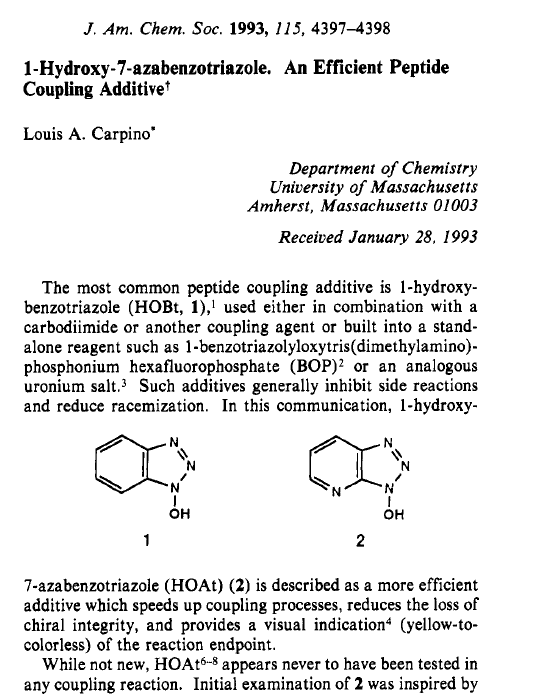 J. Am. Chem. Soc. 1993, 115, 4397–4398
1-Hydroxy-7-azabenzotriazole. An Efficient Peptide
Coupling Additive†
Louis A. Carpino*
Department of Chemistry
University of Massachusetts
Amherst, Massachusetts 01003
Received January 28, 1993
The most common peptide coupling additive is 1-hydroxy-
benzotriazole (HOBt, 1),1 used either in combination with a
carbodiimide or another coupling agent or built into a stand-
alone reagent such as 1-benzotriazolyloxytris(dimethylamino)-
phosphonium hexafluorophosphate (BOP)2 or an analogous
uronium salt.3 Such additives generally inhibit side reactions
and reduce racemization. In this communication, 1-hydroxy-
N
N
N
OH
1
N
N
N
N
OH
2
7-azabenzotriazole (HOAt) (2) is described as a more efficient
additive which speeds up coupling processes, reduces the loss of
chiral integrity, and provides a visual indication4 (yellow-to-
colorless) of the reaction endpoint.
While not new, HOAt6–8 appears never to have been tested in
any coupling reaction. Initial examination of 2 was inspired by